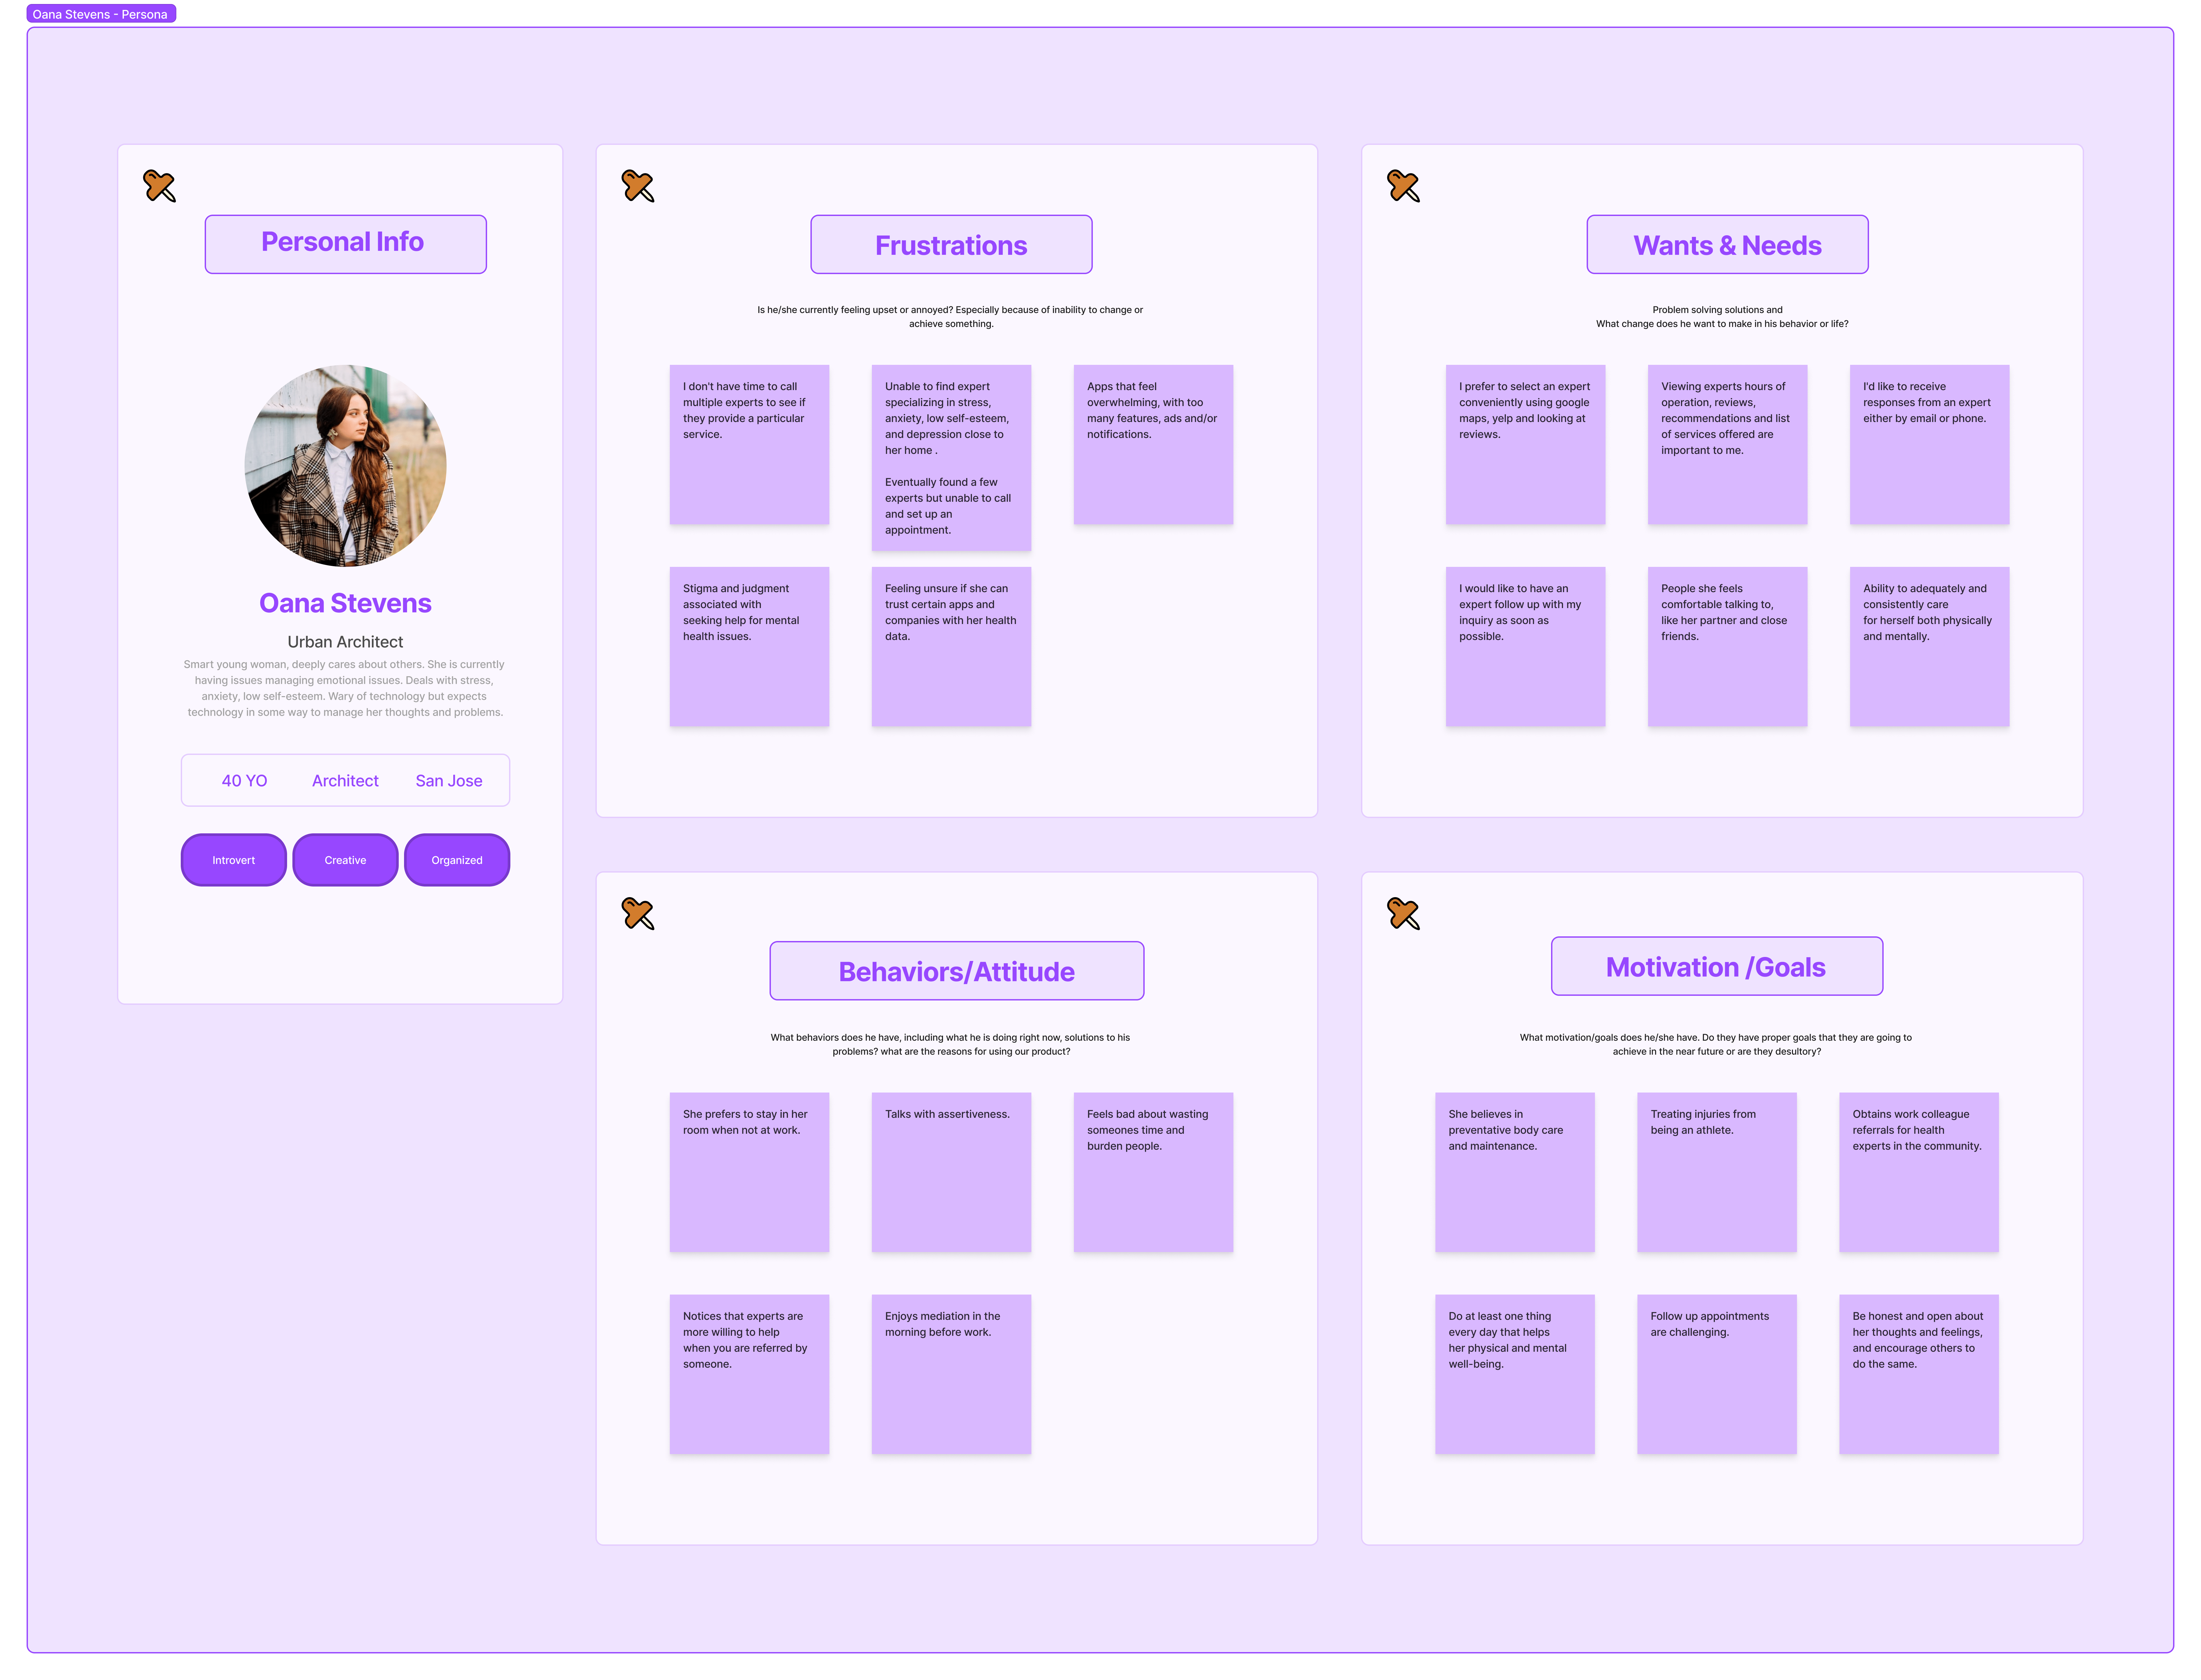 Oana Stevens - Persona
Personal Info
Oana Stevens
Urban Architect
Smart young woman, deeply cares about others. She is currently
having issues managing emotional issues. Deals with stress,
anxiety, low self-esteem. Wary of technology but expects
technology in some way to manage her thoughts and problems.
40 YO
Architect
San Jose
Introvert
Creative
Organized
Frustrations
Is he/she currently feeling upset or annoyed? Especially because of inability to change or
achieve something.
I don't have time to call
multiple experts to see if
they provide a particular
service.
Unable to find expert
specializing in stress,
anxiety, low self-esteem,
and depression close to
her home .
Eventually found a few
experts but unable to call
and set up an
appointment.
Apps that feel
overwhelming, with too
many features, ads and/or
notifications.
Stigma and judgment
associated with
seeking help for mental
health issues.
Feeling unsure if she can
trust certain apps and
companies with her health
data.
Wants & Needs
Problem solving solutions and
What change does he want to make in his behavior or life?
I prefer to select an expert
conveniently using google
maps, yelp and looking at
reviews.
Viewing experts hours of
operation, reviews,
recommendations and list
of services offered are
important to me.
I'd like to receive
responses from an expert
either by email or phone.
I would like to have an
expert follow up with my
inquiry as soon as
possible.
People she feels
comfortable talking to,
like her partner and close
friends.
Ability to adequately and
consistently care
for herself both physically
and mentally.
Behaviors/Attitude
What behaviors does he have, including what he is doing right now, solutions to his
problems? what are the reasons for using our product?
She prefers to stay in her
room when not at work.
Talks with assertiveness.
Feels bad about wasting
someones time and
burden people.
Notices that experts are
more willing to help
when you are referred by
someone.
Enjoys mediation in the
morning before work.
Motivation /Goals
What motivation/goals does he/she have. Do they have proper goals that they are going to
achieve in the near future or are they desultory?
She believes in
preventative body care
and maintenance.
Treating injuries from
being an athlete.
Obtains work colleague
referrals for health
experts in the community.
Do at least one thing
every day that helps
her physical and mental
well-being.
Follow up appointments
are challenging.
Be honest and open about
her thoughts and feelings,
and encourage others to
do the same.